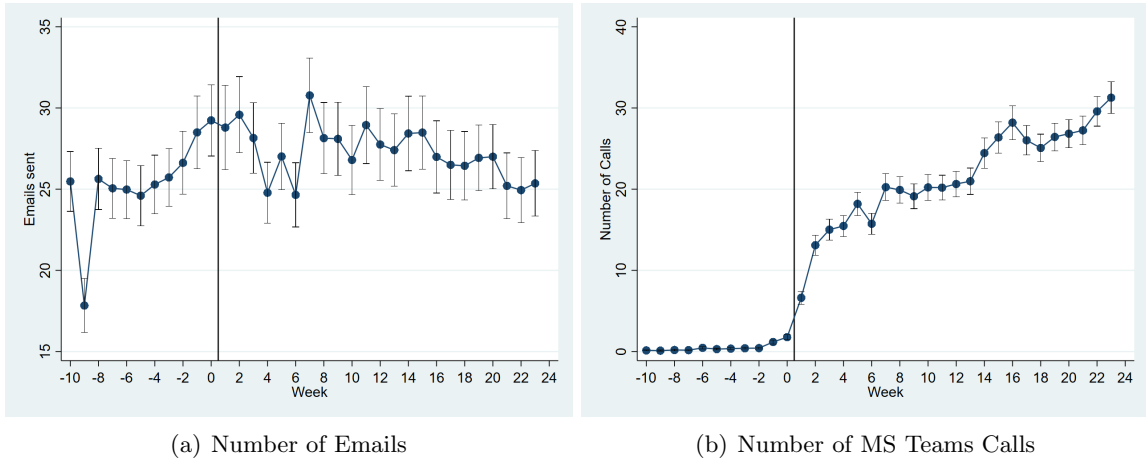 35
30
25
20
15
Emails sent
-10 -8 -6 -4 -2 0 2 4 6 8 10 12 14 16 18 20 22 24
Week
(a) Number of Emails
40
30
20
10
0
Number of Calls
-10 -8 -6 -4 -2 0 2 4 6 8 10 12 14 16 18 20 22 24
Week
(b) Number of MS Teams Calls